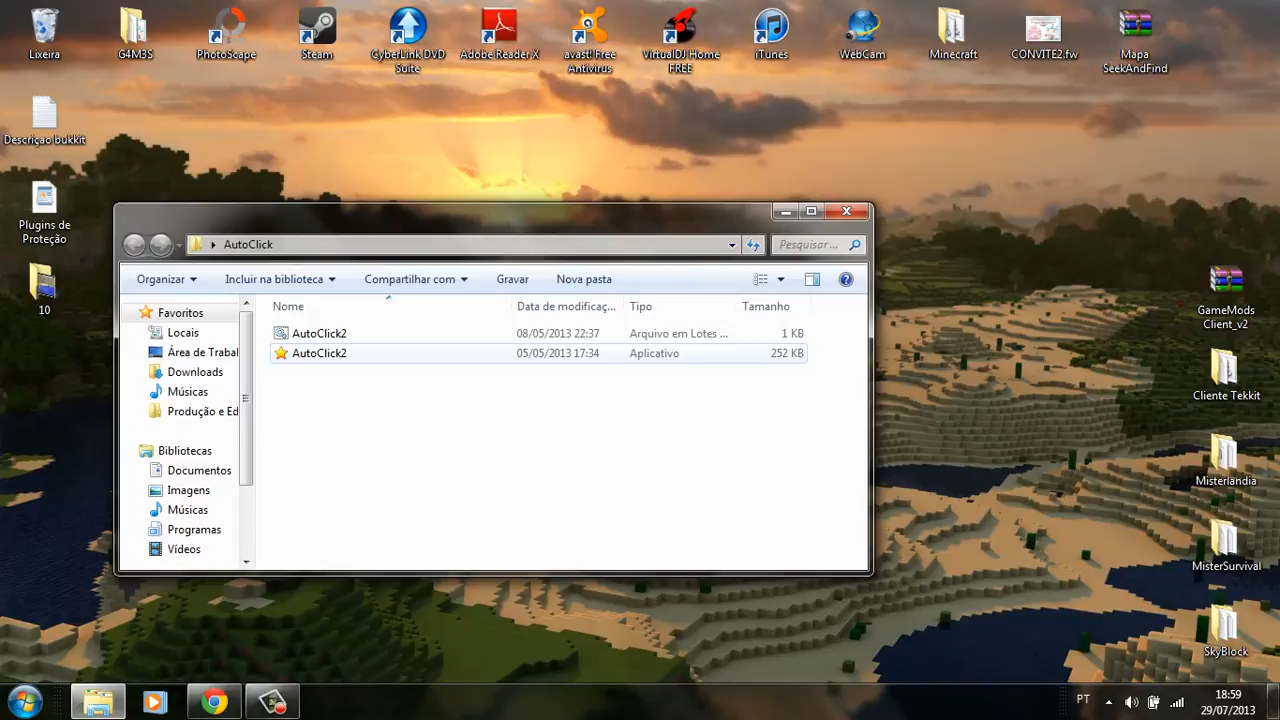 Lixeira
G4M3S
PhotoScape
Steam
CyberLink DVD
Suite
Adobe Reader X
avast! Free
Antivirus
VirtualDJ Home
FREE
iTunes
WebCam
Minecraft
CONVITE2.fw
Mapa
SeekAndFind
Descriçao bukkit
Plugins de
Proteção
10
AutoClick
Pesquisar...
Organizar
Incluir na biblioteca
Compartilhar com
Gravar
Nova pasta
Favoritos
Locais
Área de Trabal
Downloads
Músicas
Produção e Ed
Bibliotecas
Documentos
Imagens
Músicas
Programas
Vídeos
Nome
Data de modificaç...
Tipo
Tamanho
AutoClick2
08/05/2013 22:37
Arquivo em Lotes ...
1 KB
AutoClick2
05/05/2013 17:34
Aplicativo
252 KB
GameMods
Client_v2
Cliente Tekkit
Misterlandia
MisterSurvival
SkyBlock
PT
18:59
29/07/2013